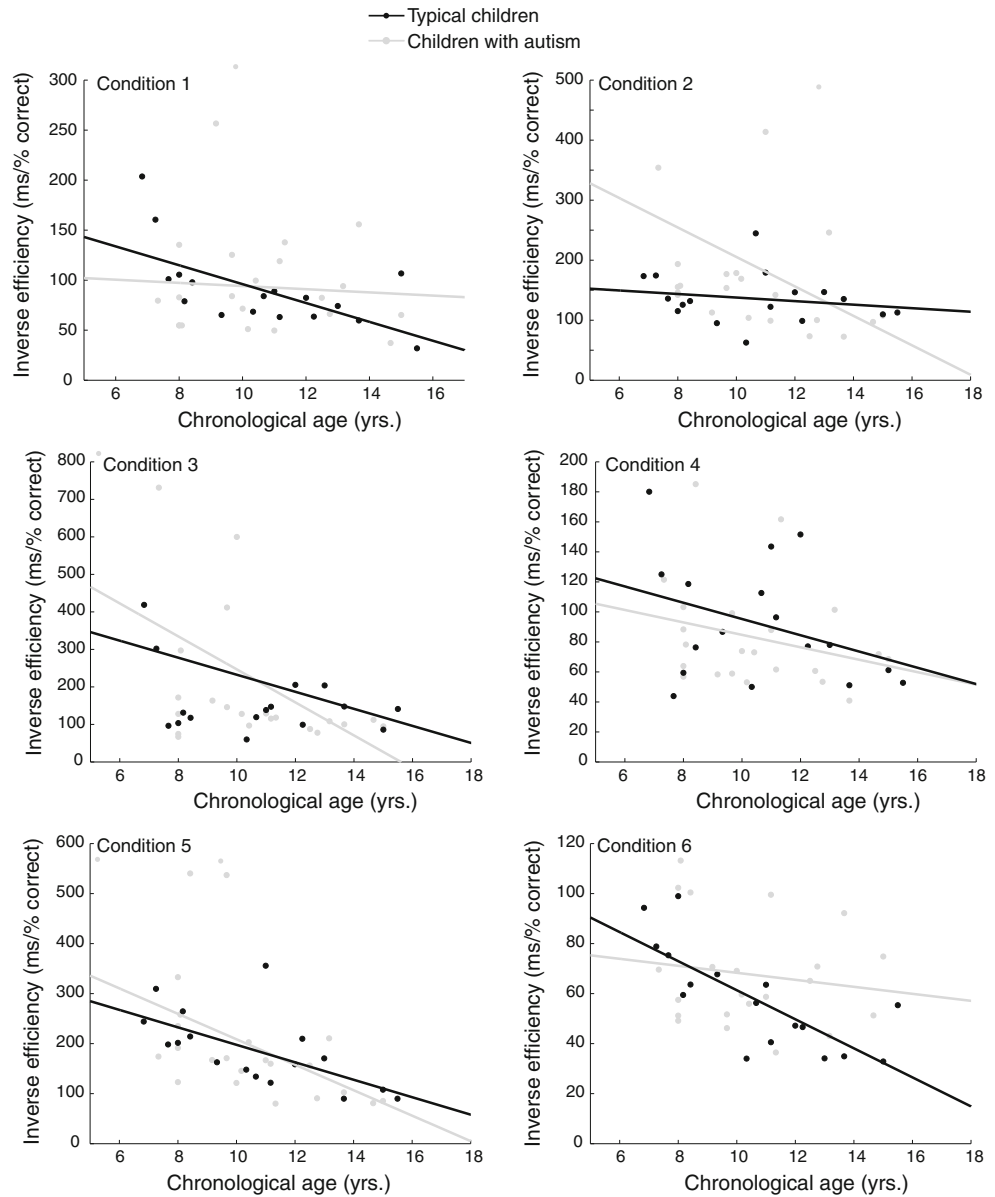 Typical children
Children with autism
Condition 1
Inverse efficiency (ms/% correct)
300
250
200
150
100
50
0
6 8 10 12 14 16
Chronological age (yrs.)
Condition 2
Inverse efficiency (ms/% correct)
500
400
300
200
100
0
6 8 10 12 14 16 18
Chronological age (yrs.)
Condition 3
Inverse efficiency (ms/% correct)
800
700
600
500
400
300
200
100
0
6 8 10 12 14 16 18
Chronological age (yrs.)
Condition 4
Inverse efficiency (ms/% correct)
200
180
160
140
120
100
80
60
40
20
0
6 8 10 12 14 16 18
Chronological age (yrs.)
Condition 5
Inverse efficiency (ms/% correct)
600
500
400
300
200
100
0
6 8 10 12 14 16 18
Chronological age (yrs.)
Condition 6
Inverse efficiency (ms/% correct)
120
100
80
60
40
20
0
6 8 10 12 14 16 18
Chronological age (yrs.)